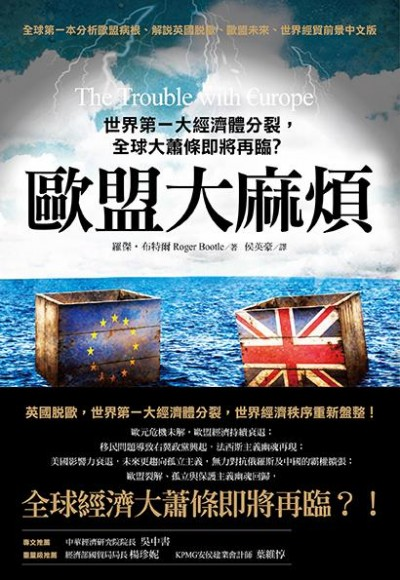 全球第一本分析歐盟病根、解說英國脫歐、歐盟未來、世界經貿前景中文版
The Trouble with €urope
世界第一大經濟體分裂，
全球大蕭條即將再臨?
歐盟大麻煩
羅傑・布特爾 Roger Bootle／著 侯英豪／譯
英國脫歐，世界第一大經濟體分裂，世界經濟秩序重新盤整！
歐元危機未解，歐盟經濟持續衰退；
移民問題導致右翼政黨興起，法西斯主義幽魂再現；
美國影響力衰退，未來更趨向孤立主義，無力對抗俄羅斯及中國的霸權擴張；
歐盟裂解、孤立與保護主義幽魂回歸，
全球經濟大蕭條即將再臨？！
專文推薦 中華經濟研究院院長 吳中書
重量級推薦 經濟部國貿局局長 楊珍妮 KPMG安侯建業會計師 葉維惇